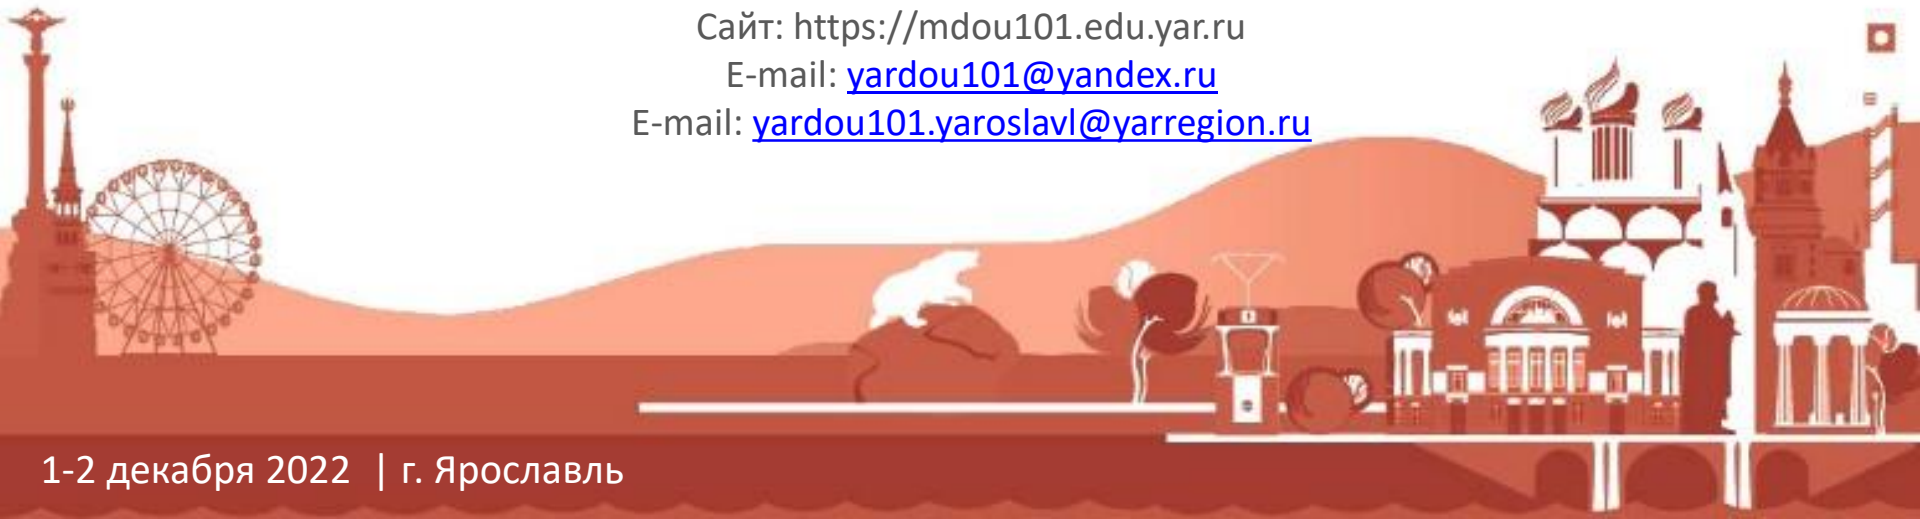 Сайт: https://mdou101.edu.yar.ru
E-mail: yardou101@yandex.ru
E-mail: yardou101.yaroslavl@yarregion.ru
1-2 декабря 2022 | г. Ярославль